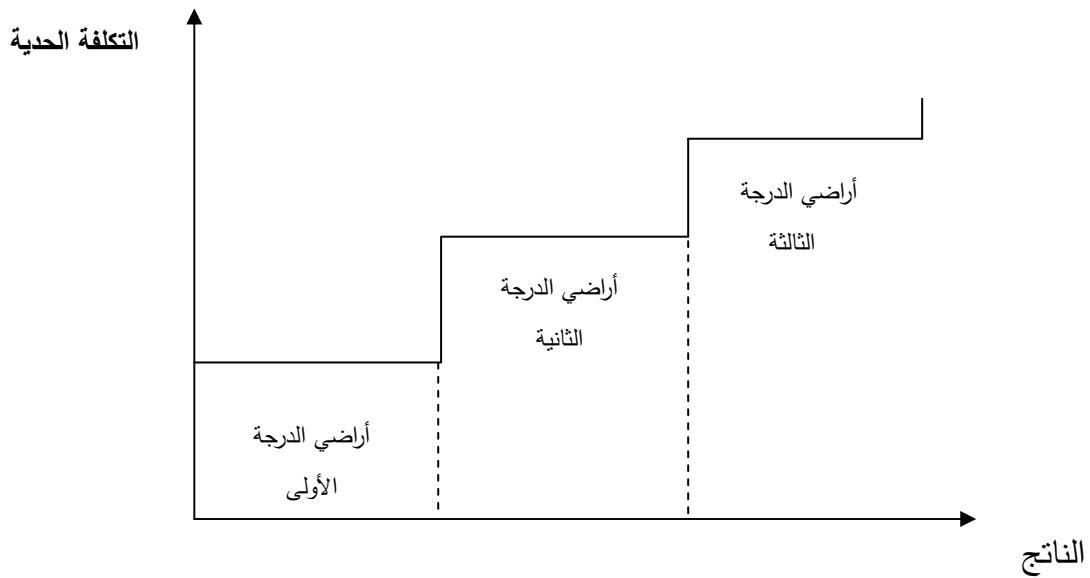 التكلفة الحدية
أراضي الدرجة
الثالثة
أراضي الدرجة
الثانية
أراضي الدرجة
الأولى
الناتج